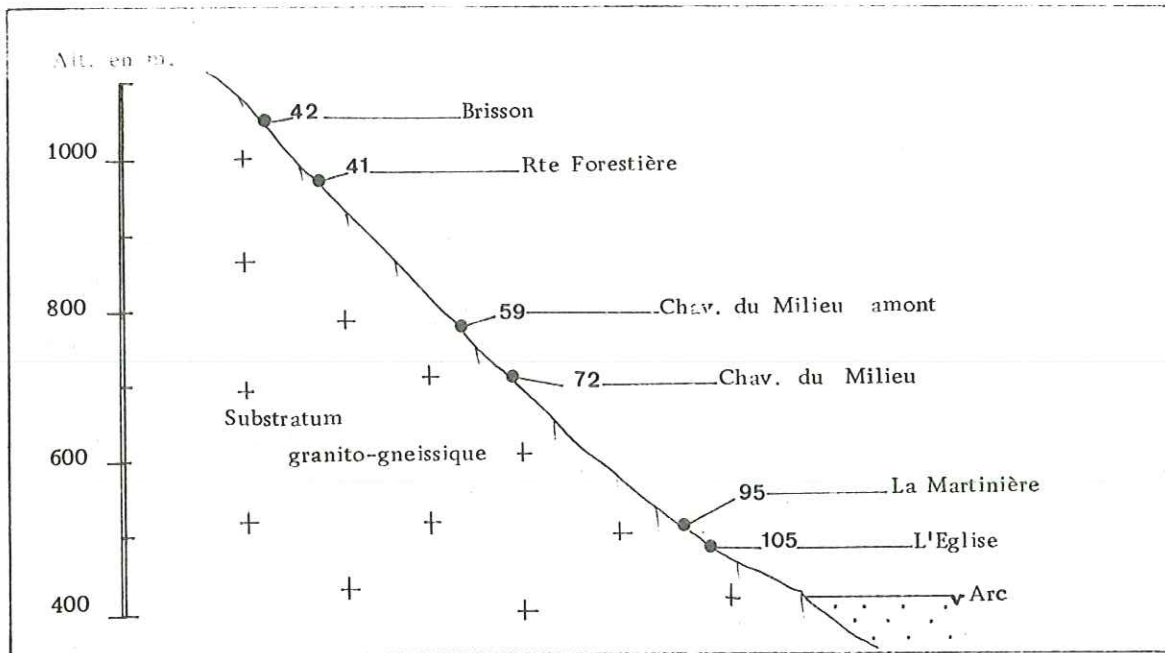 Alt. en m.
42 Brisson
1000
41 Rte Forestière
800
59 Chav. du Milieu amont
72 Chav. du Milieu
Substratum
granito-gneissique
600
95 La Martinière
105 L'Eglise
Arc
400